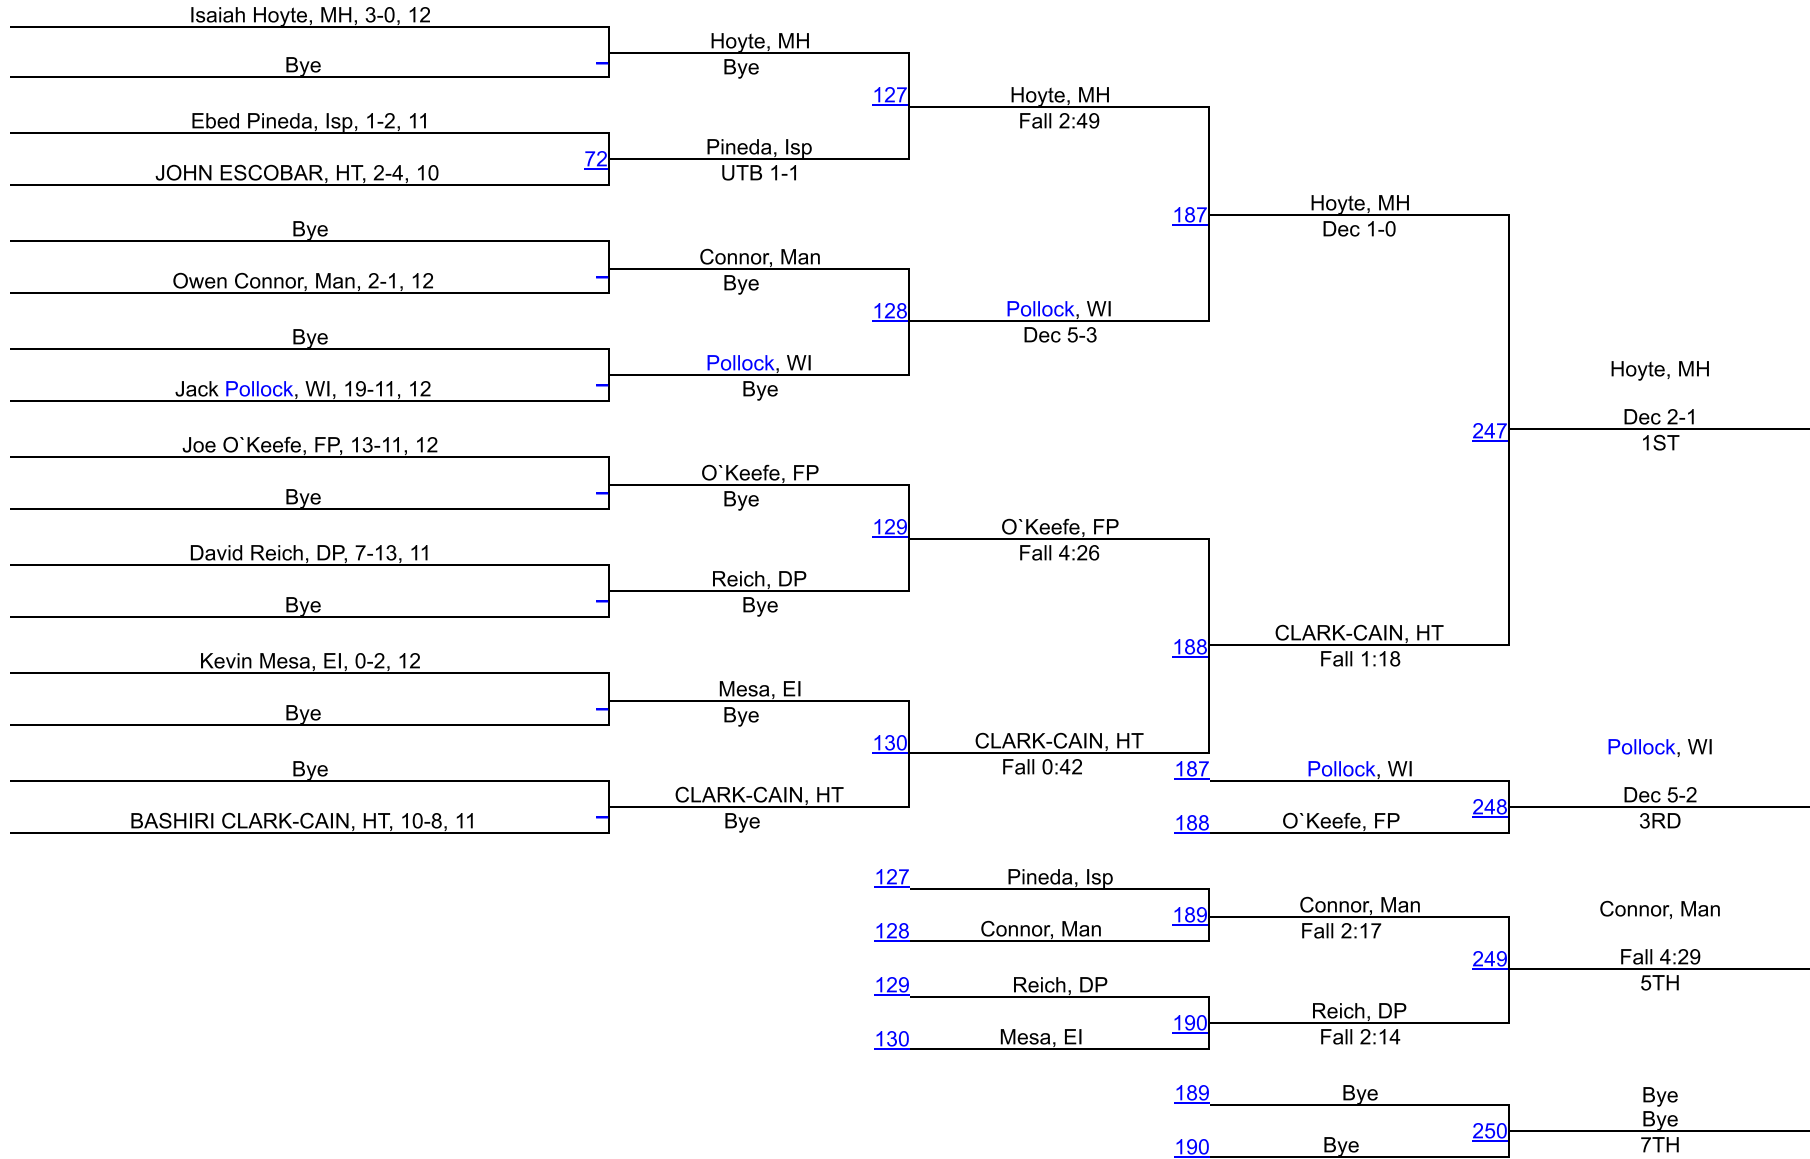 Isaiah Hoyte, MH, 3-0, 12
Bye
Ebed Pineda, Isp, 1-2, 11
72
JOHN ESCOBAR, HT, 2-4, 10
Bye
Owen Connor, Man, 2-1, 12
Bye
Jack Pollock, WI, 19-11, 12
Joe O`Keefe, FP, 13-11, 12
Bye
David Reich, DP, 7-13, 11
Bye
Kevin Mesa, EI, 0-2, 12
Bye
Bye
BASHIRI CLARK-CAIN, HT, 10-8, 11
Hoyte, MH
Bye
127
Pineda, Isp
UTB 1-1
Connor, Man
Bye
128
Pollock, WI
Bye
O`Keefe, FP
Bye
129
Reich, DP
Bye
Mesa, EI
Bye
130
CLARK-CAIN, HT
Bye
Hoyte, MH
Fall 2:49
187
Pollock, WI
Dec 5-3
O`Keefe, FP
Fall 4:26
188
CLARK-CAIN, HT
Fall 0:42
Hoyte, MH
Dec 1-0
247
CLARK-CAIN, HT
Fall 1:18
Hoyte, MH
Dec 2-1
1ST
187
Pollock, WI
248
188
O`Keefe, FP
Pollock, WI
Dec 5-2
3RD
127
Pineda, Isp
189
128
Connor, Man
129
Reich, DP
190
130
Mesa, EI
Connor, Man
Fall 2:17
249
Reich, DP
Fall 2:14
Connor, Man
Fall 4:29
5TH
189
Bye
250
190
Bye
Bye
Bye
7TH